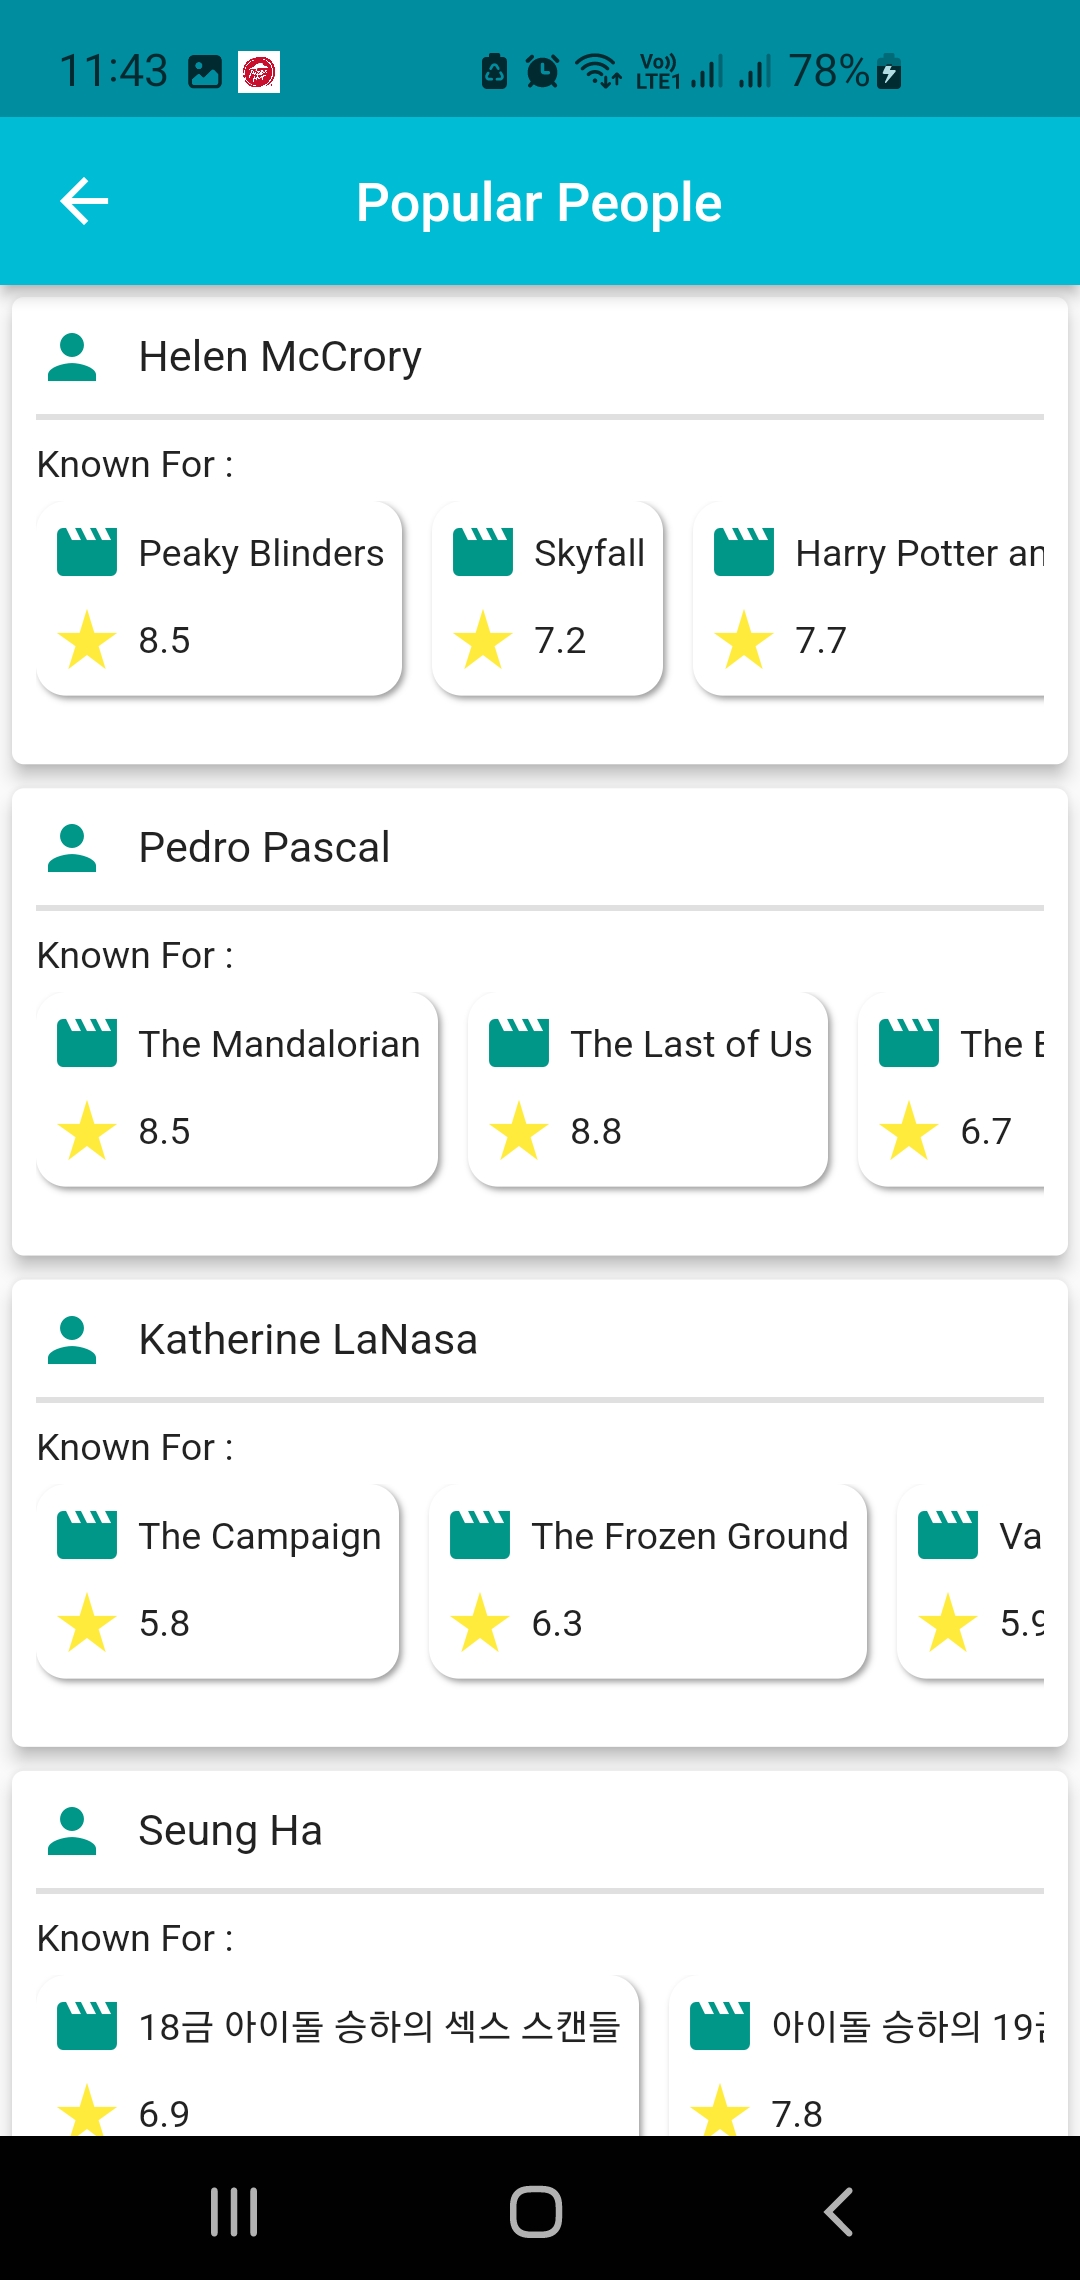 11:43
Vo)) LTE1 78%
Popular People
Helen McCrory
Known For :
Peaky Blinders Skyfall Harry Potter an
8.5 7.2 7.7
Pedro Pascal
Known For :
The Mandalorian The Last of Us The
8.5 8.8 6.7
Katherine LaNasa
Known For :
The Campaign The Frozen Ground Va
5.8 6.3 5.9
Seung Ha
Known For :
18금 아이돌 승하의 섹스 스캔들 아이돌 승하의 19
6.9 7.8